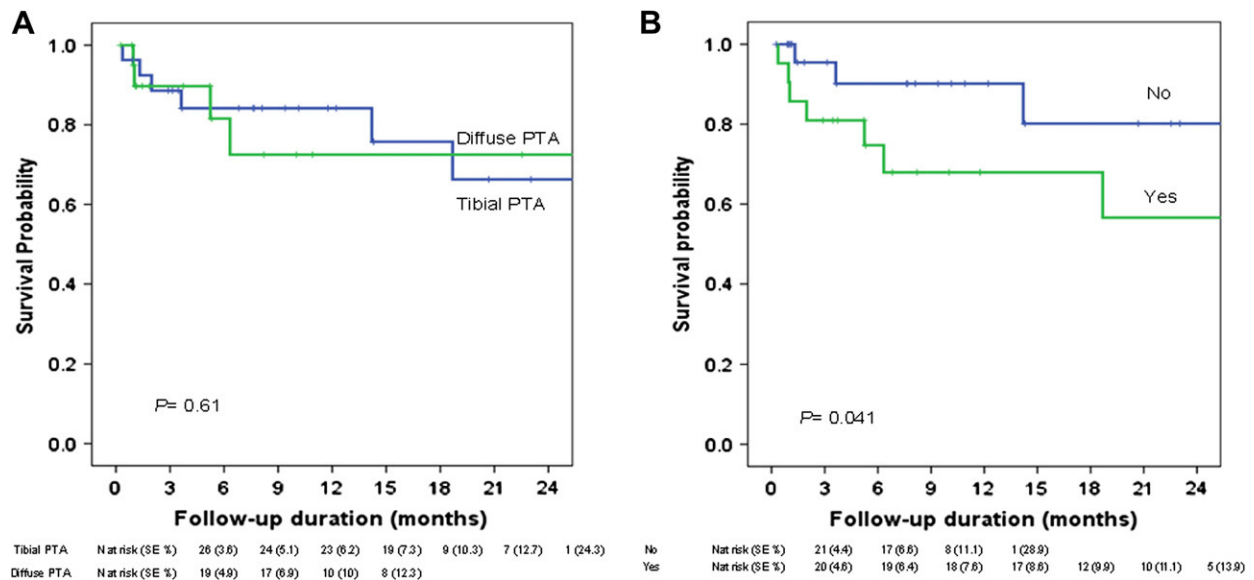 A
Survival Probability
1.0
0.8
0.6
0.4
0.2
0.0
Diffuse PTA
Tibial PTA
P= 0.61
0 3 6 9 12 15 18 21 24
Follow-up duration (months)
Tibial PTA N at risk (SE %) 26 (3.6) 24 (5.1) 23 (6.2) 19 (7.3) 9 (10.3) 7 (12.7) 1 (24.3)
Diffuse PTA N at risk (SE %) 19 (4.9) 17 (6.9) 10 (10) 8 (12.3)
B
Survival probability
1.0
0.8
0.6
0.4
0.2
0.0
No
Yes
P= 0.041
0 3 6 9 12 15 18 21 24
Follow-up duration (months)
No N at risk (SE %) 21 (4.4) 17 (6.6) 8 (11.1) 1 (28.9)
Yes N at risk (SE %) 20 (4.6) 19 (6.4) 18 (7.6) 17 (8.6) 12 (9.9) 10 (11.1) 5 (13.9)